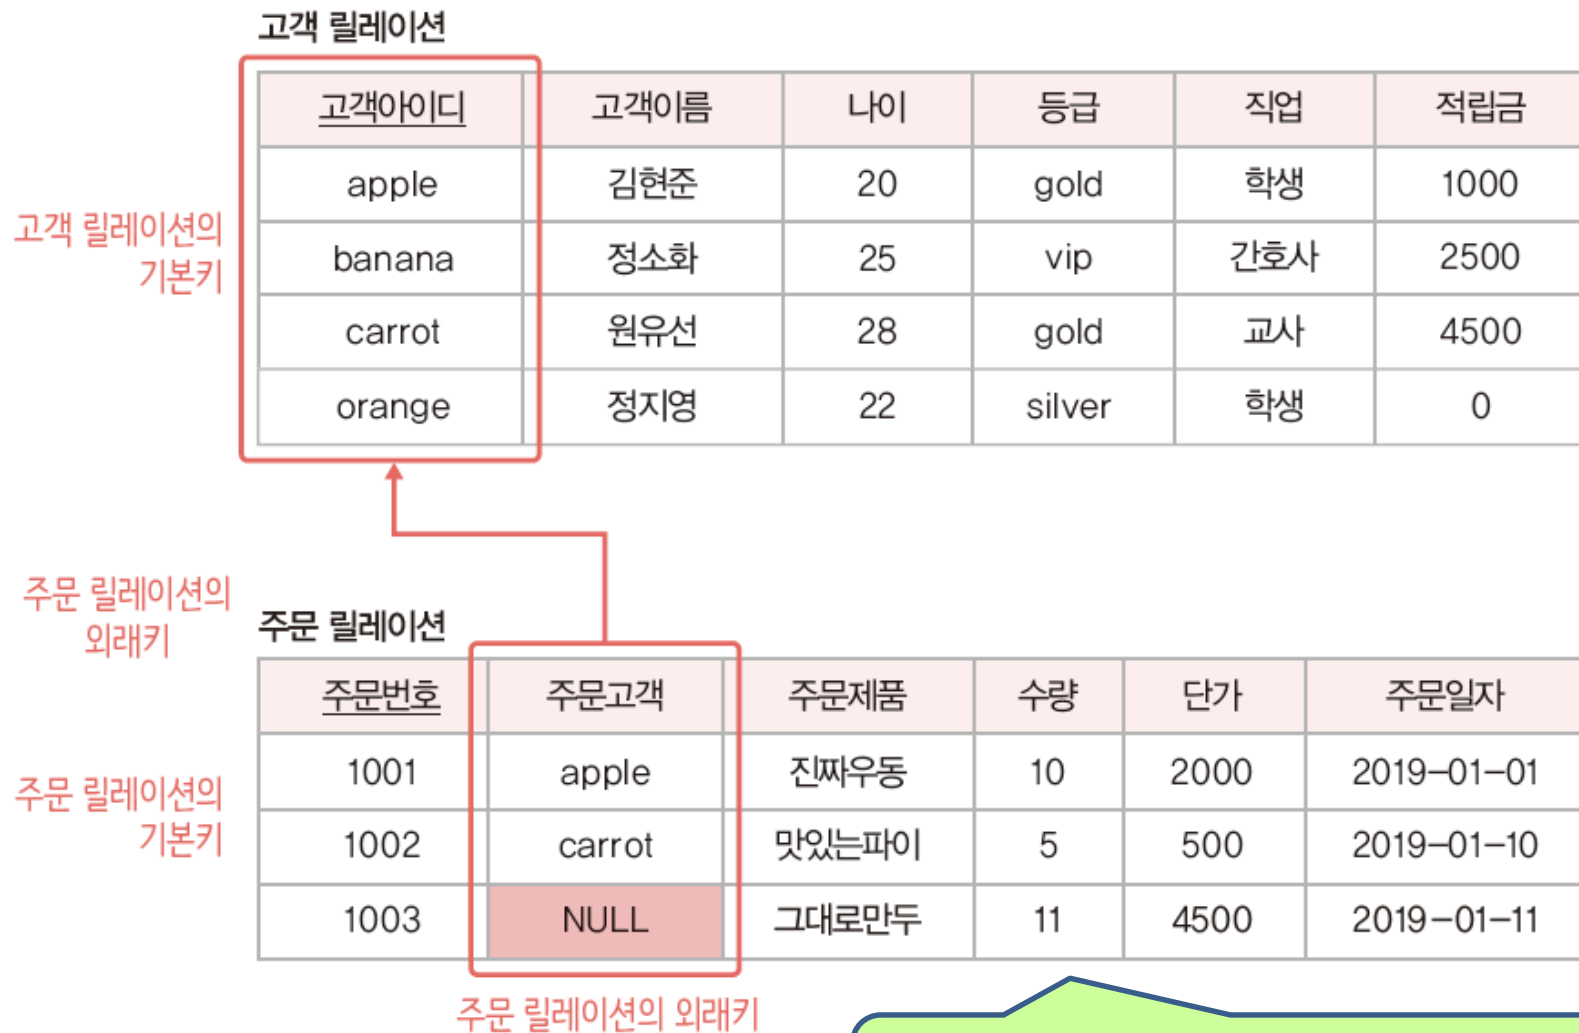 고객 릴레이션
고객아이디 고객이름 나이 등급 직업 적립금
apple 김현준 20 gold 학생 1000
고객 릴레이션의
기본키
banana 정소화 25 vip 간호사 2500
carrot 원유선 28 gold 교사 4500
orange 정지영 22 silver 학생 0
주문 릴레이션의
외래키
주문 릴레이션
주문번호 주문고객 주문제품 수량 단가 주문일자
1001 apple 진짜우동 10 2000 2019-01-01
주문 릴레이션의
기본키
1002 carrot 맛있는파이 5 500 2019-01-10
1003 NULL 그대로만두 11 4500 2019-01-11
주문 릴레이션의 외래키